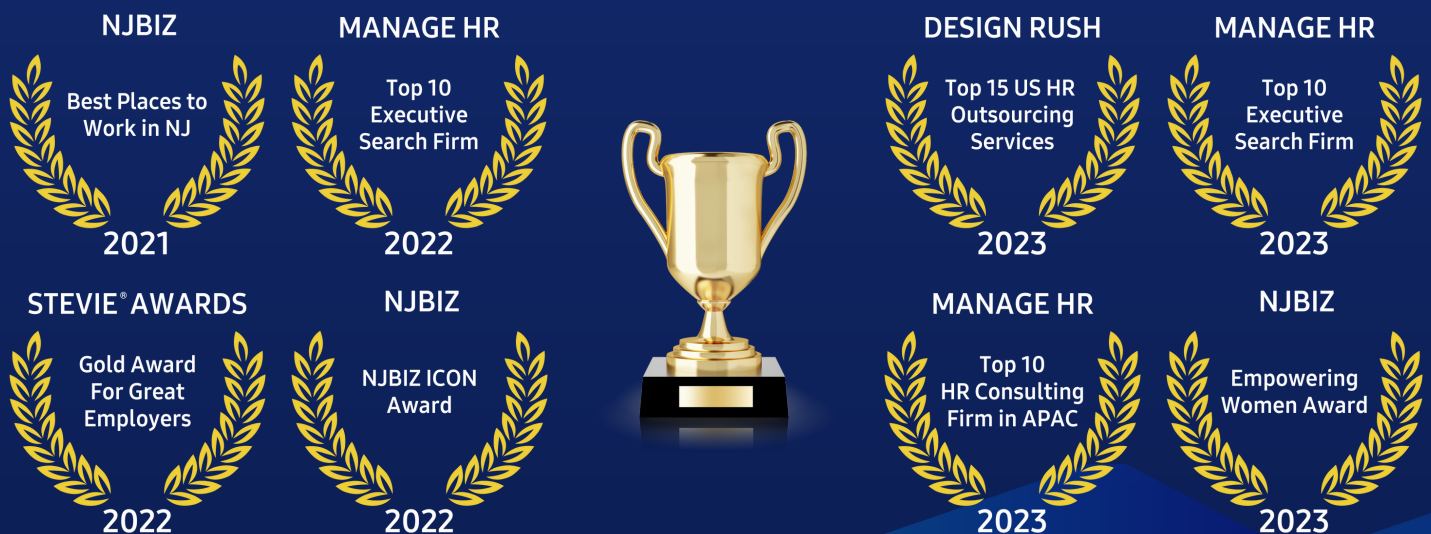 NJBIZ
Best Places to
Work in NJ
2021
MANAGE HR
Top 10
Executive
Search Firm
2022
DESIGN RUSH
Top 15 US HR
Outsourcing
Services
2023
MANAGE HR
Top 10
Executive
Search Firm
2023
STEVIE® AWARDS
Gold Award
For Great
Employers
2022
NJBIZ
NJBIZ ICON
Award
2022
MANAGE HR
Top 10
HR Consulting
Firm in APAC
2023
NJBIZ
Empowering
Women Award
2023